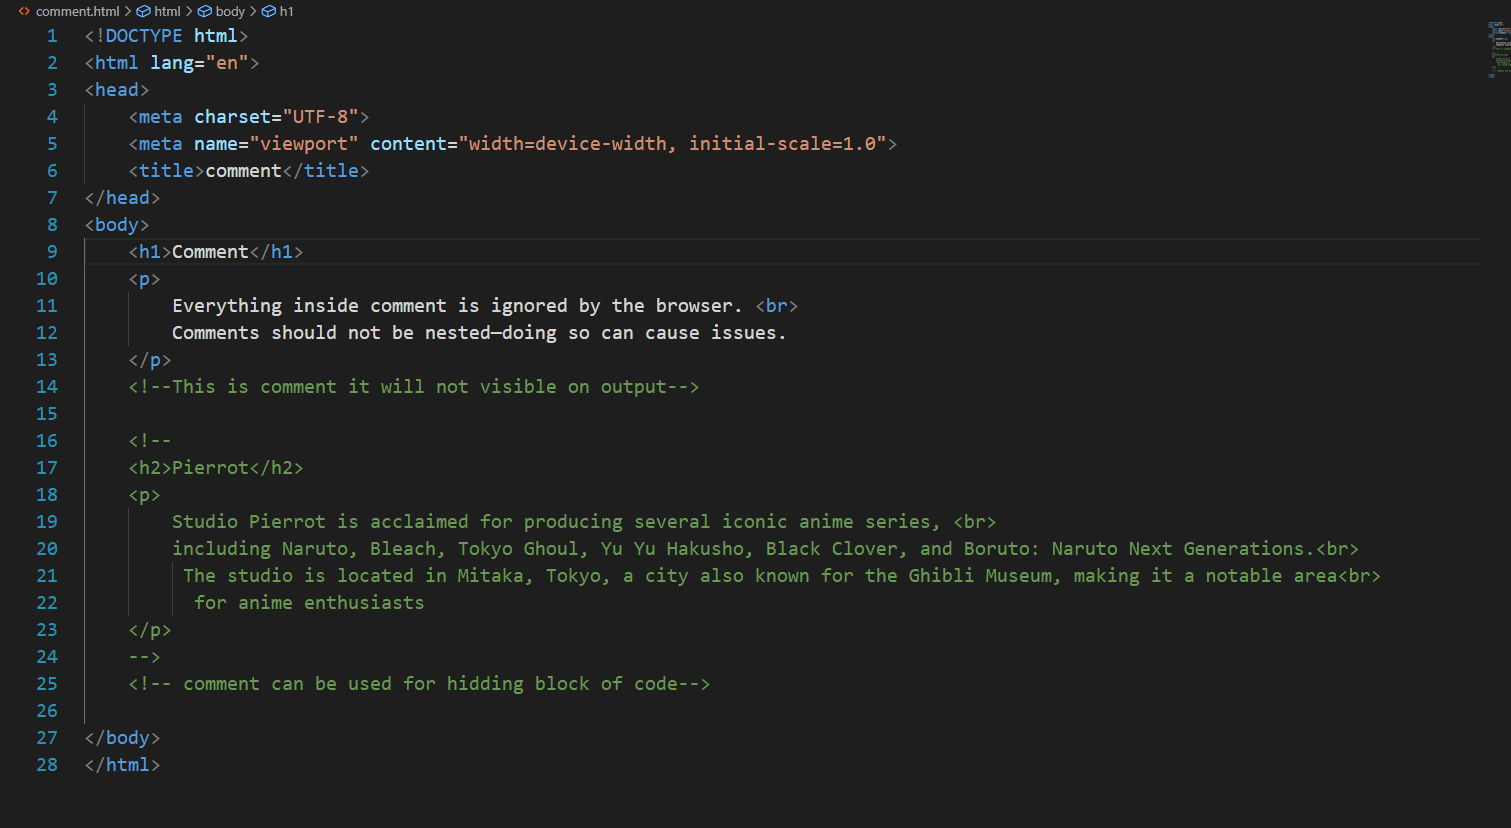 comment.html > html > body > h1
1 <!DOCTYPE html>
2 <html lang="en">
3 <head>
4     <meta charset="UTF-8">
5     <meta name="viewport" content="width=device-width, initial-scale=1.0">
6     <title>comment</title>
7 </head>
8 <body>
9     <h1>Comment</h1>
10     <p>
11         Everything inside comment is ignored by the browser. <br>
12         Comments should not be nested—doing so can cause issues.
13     </p>
14     <!--This is comment it will not visible on output-->
15
16     <!--
17     <h2>Pierrot</h2>
18     <p>
19         Studio Pierrot is acclaimed for producing several iconic anime series, <br>
20         including Naruto, Bleach, Tokyo Ghoul, Yu Yu Hakusho, Black Clover, and Boruto: Naruto Next Generations.<br>
21          The studio is located in Mitaka, Tokyo, a city also known for the Ghibli Museum, making it a notable area<br>
22           for anime enthusiasts
23     </p>
24     -->
25     <!-- comment can be used for hidding block of code-->
26
27 </body>
28 </html>